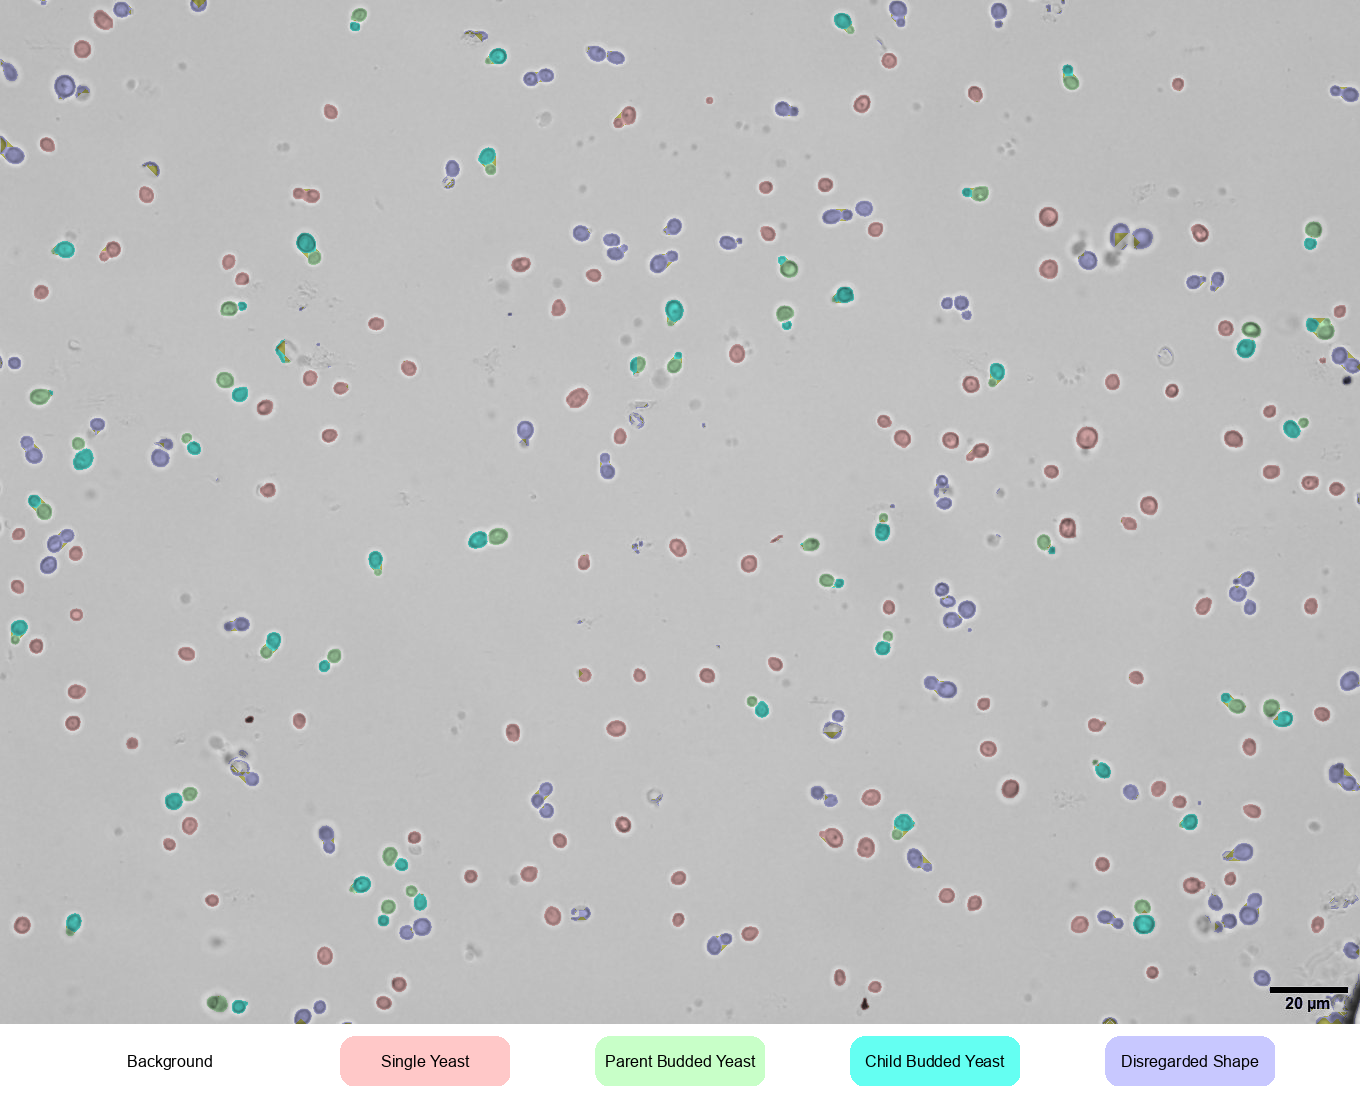 20 µm
Background
Single Yeast
Parent Budded Yeast
Child Budded Yeast
Disregarded Shape